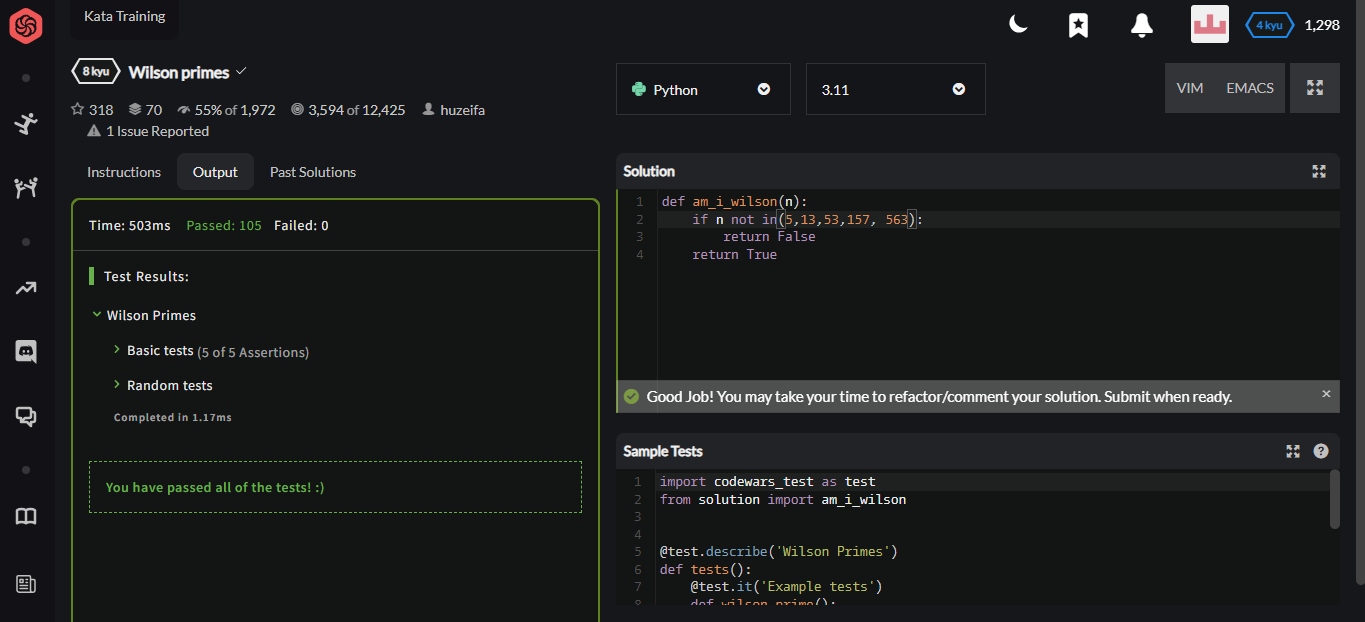 Kata Training
4 kyu 1,298
8 kyu Wilson primes
318 70 55% of 1,972 3,594 of 12,425 huzeifa
1 Issue Reported
Instructions Output Past Solutions
Time: 503ms Passed: 105 Failed: 0
Test Results:
Wilson Primes
Basic tests (5 of 5 Assertions)
Random tests
Completed in 1.17ms
You have passed all of the tests! :)
Python 3.11 VIM EMACS
Solution
1 def am_i_wilson(n):
2 if n not in(5,13,53,157, 563):
3 return False
4 return True
Good Job! You may take your time to refactor/comment your solution. Submit when ready.
Sample Tests
1 import codewars_test as test
2 from solution import am_i_wilson
3
4
5 @test.describe('Wilson Primes')
6 def tests():
7 @test.it('Example tests')
8 def wilson_prime():